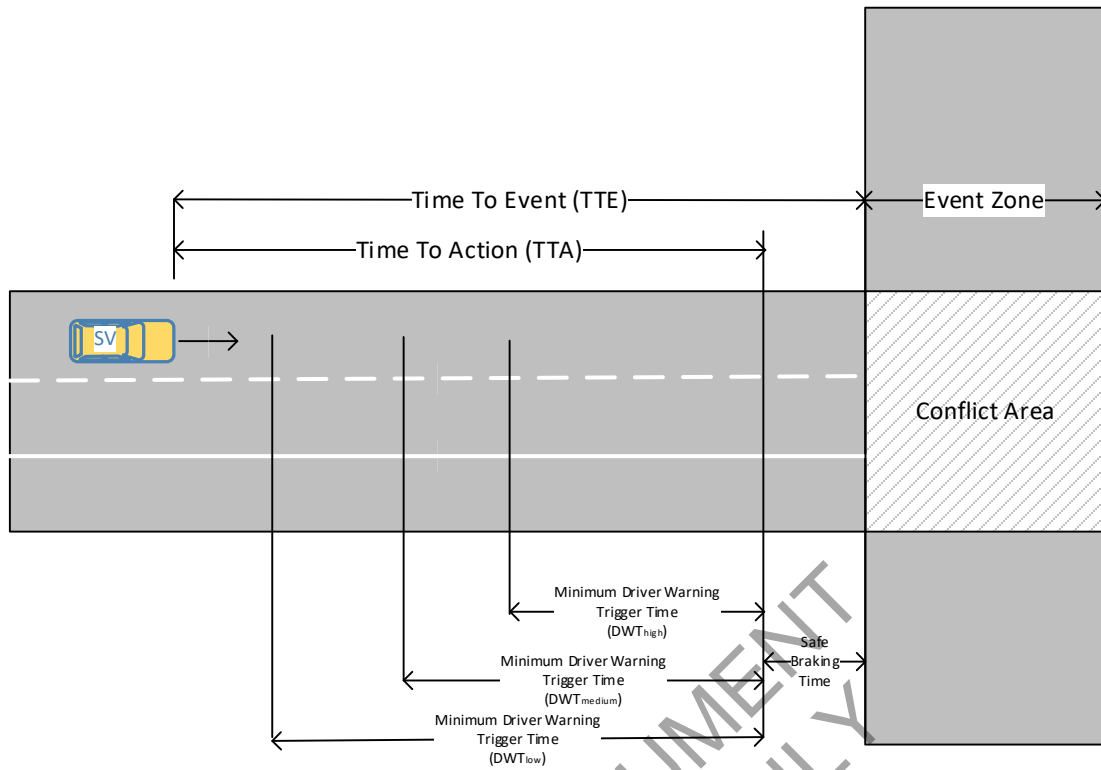 Time To Event (TTE)
Event Zone
Time To Action (TTA)
SV
Conflict Area
Minimum Driver Warning
Trigger Time
(DWThigh)
Safe
Braking
Time
Minimum Driver Warning
Trigger Time
(DWTmedium)
Minimum Driver Warning
Trigger Time
(DWTlow)